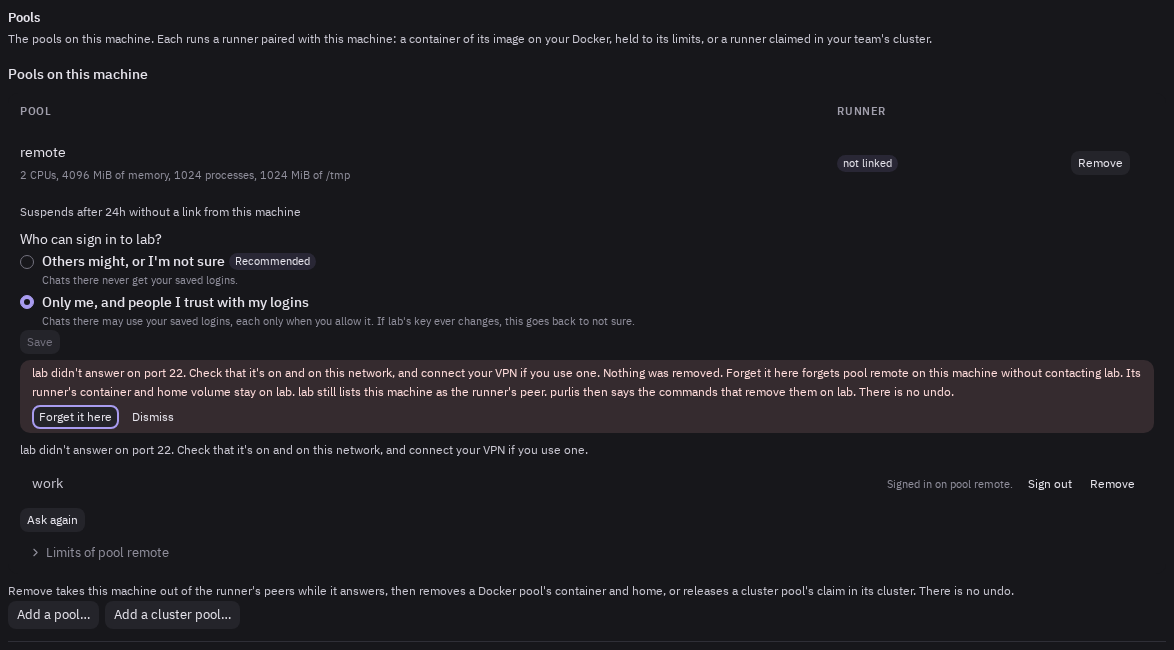 Pools
The pools on this machine. Each runs a runner paired with this machine: a container of its image on your Docker, held to its limits, or a runner claimed in your team's cluster.
Pools on this machine
POOL RUNNER
remote
2 CPUs, 4096 MiB of memory, 1024 processes, 1024 MiB of /tmp
not linked
Remove
Suspends after 24h without a link from this machine
Who can sign in to lab?
Others might, or I'm not sure Recommended
Chats there never get your saved logins.
Only me, and people I trust with my logins
Chats there may use your saved logins, each only when you allow it. If lab's key ever changes, this goes back to not sure.
Save
lab didn't answer on port 22. Check that it's on and on this network, and connect your VPN if you use one. Nothing was removed. Forget it here forgets pool remote on this machine without contacting lab. Its
runner's container and home volume stay on lab. lab still lists this machine as the runner's peer. purlis then says the commands that remove them on lab. There is no undo.
Forget it here Dismiss
lab didn't answer on port 22. Check that it's on and on this network, and connect your VPN if you use one.
work Signed in on pool remote. Sign out Remove
Ask again
Limits of pool remote
Remove takes this machine out of the runner's peers while it answers, then removes a Docker pool's container and home, or releases a cluster pool's claim in its cluster. There is no undo.
Add a pool... Add a cluster pool...